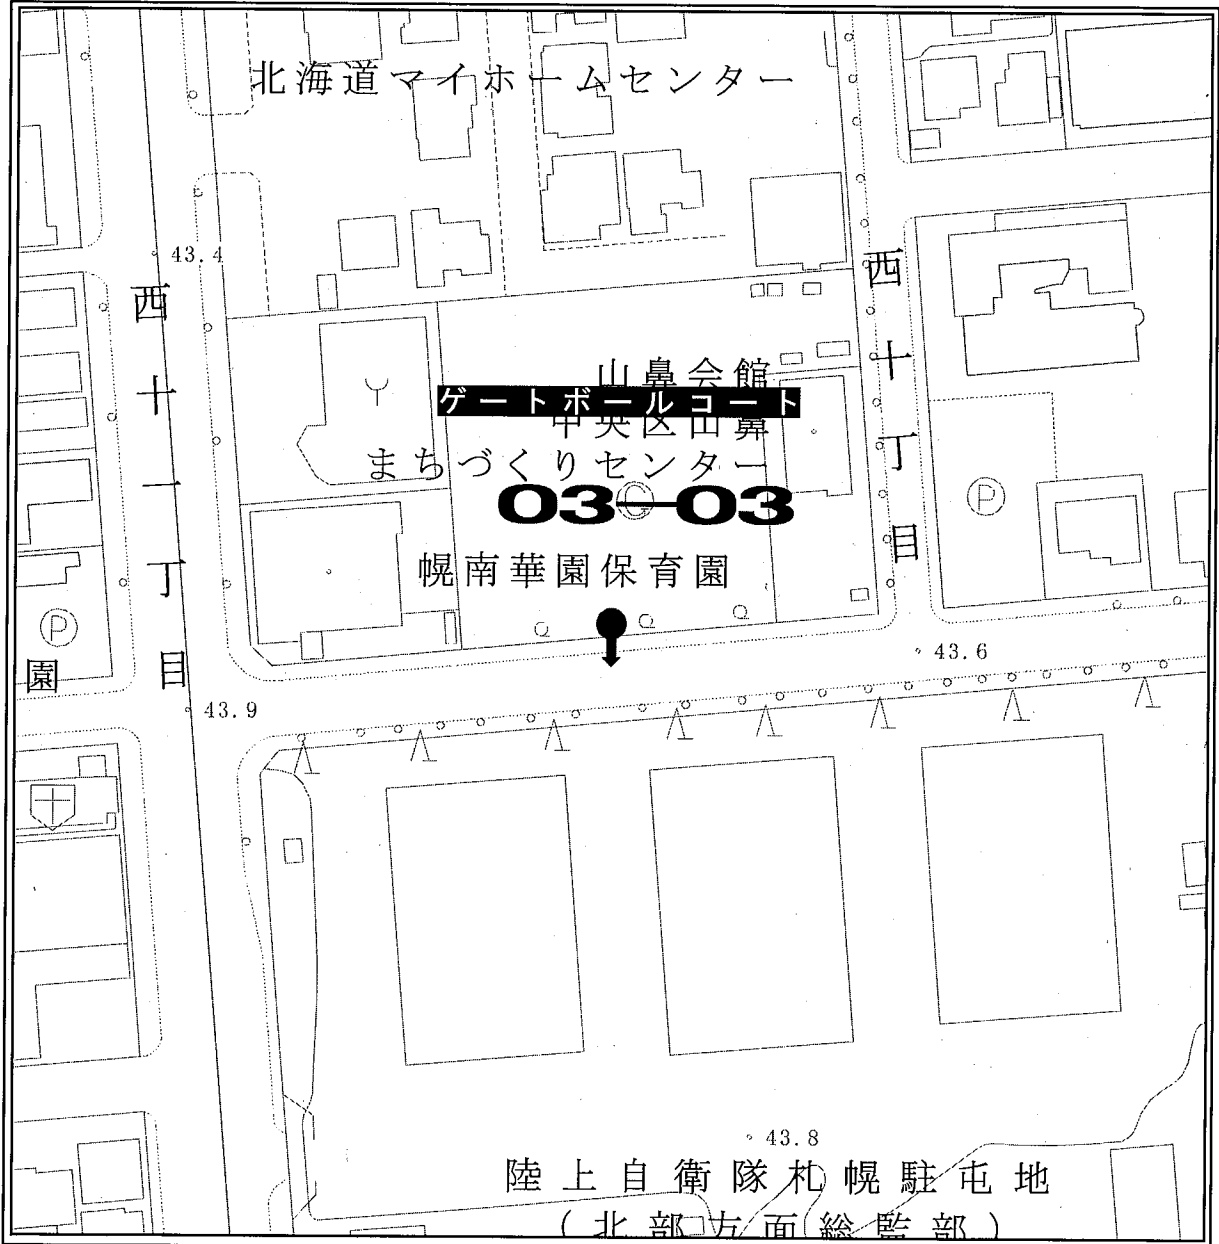 北海道マイホームセンター
43.4
西十一丁目
西十丁目
山鼻会館
ゲートボールコート
中央区山鼻
まちづくりセンター
G
03-03
P
幌南華園保育園
P
園
43.6
43.9
43.8
陸上自衛隊札幌駐屯地
(北部方面総監部)